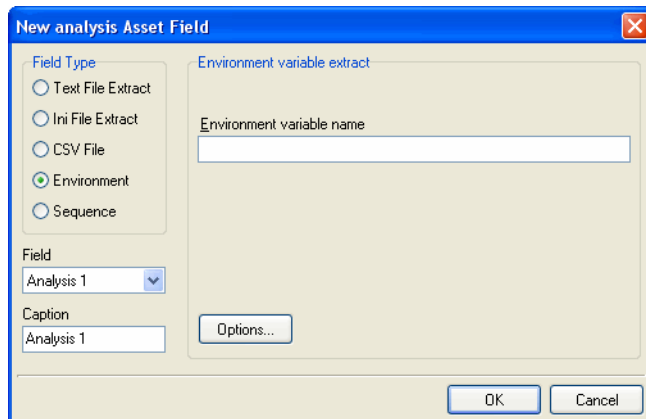 New analysis Asset Field
Field Type
Text File Extract
Ini File Extract
CSV File
Environment
Sequence
Field
Analysis 1
Caption
Analysis 1
Environment variable extract
Environment variable name
Options...
OK
Cancel